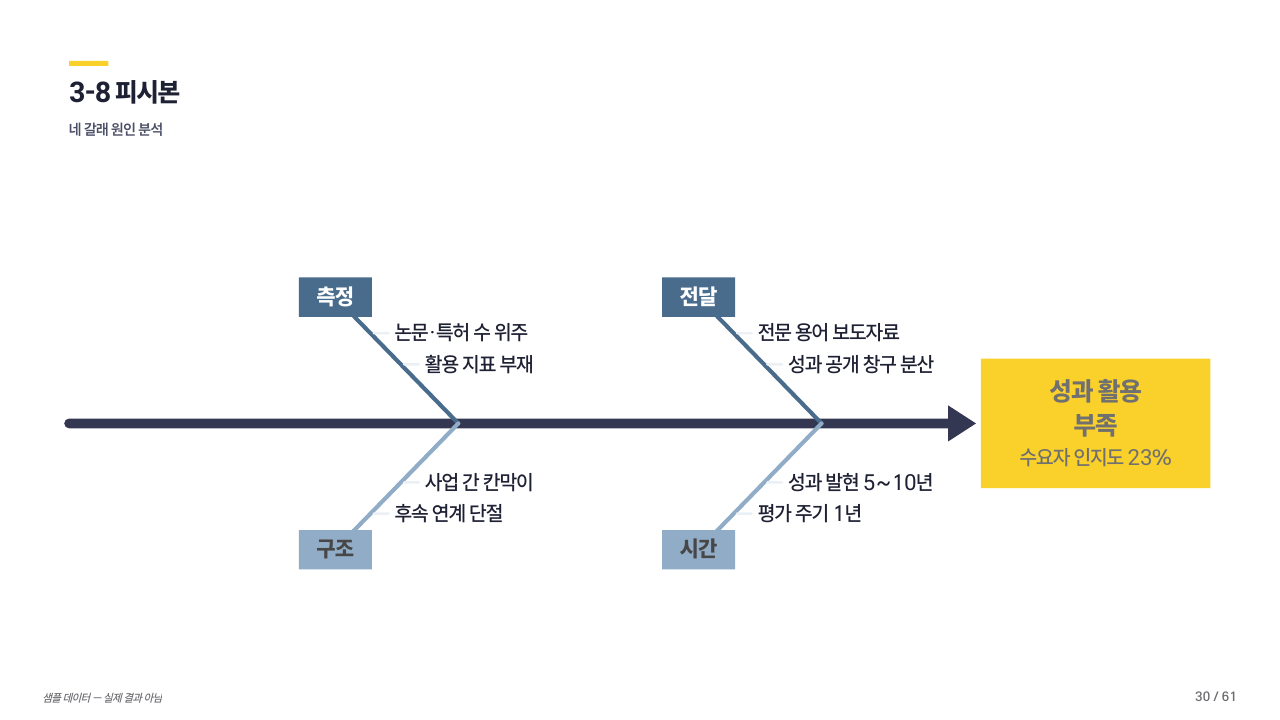 3-8 피시본
네 갈래 원인 분석
측정
논문·특허 수 위주
활용 지표 부재
전달
전문 용어 보도자료
성과 공개 창구 분산
성과 활용
부족
수요자 인지도 23%
사업 간 칸막이
후속 연계 단절
구조
성과 발현 5~10년
평가 주기 1년
시간
샘플 데이터 — 실제 결과 아님
30 / 61